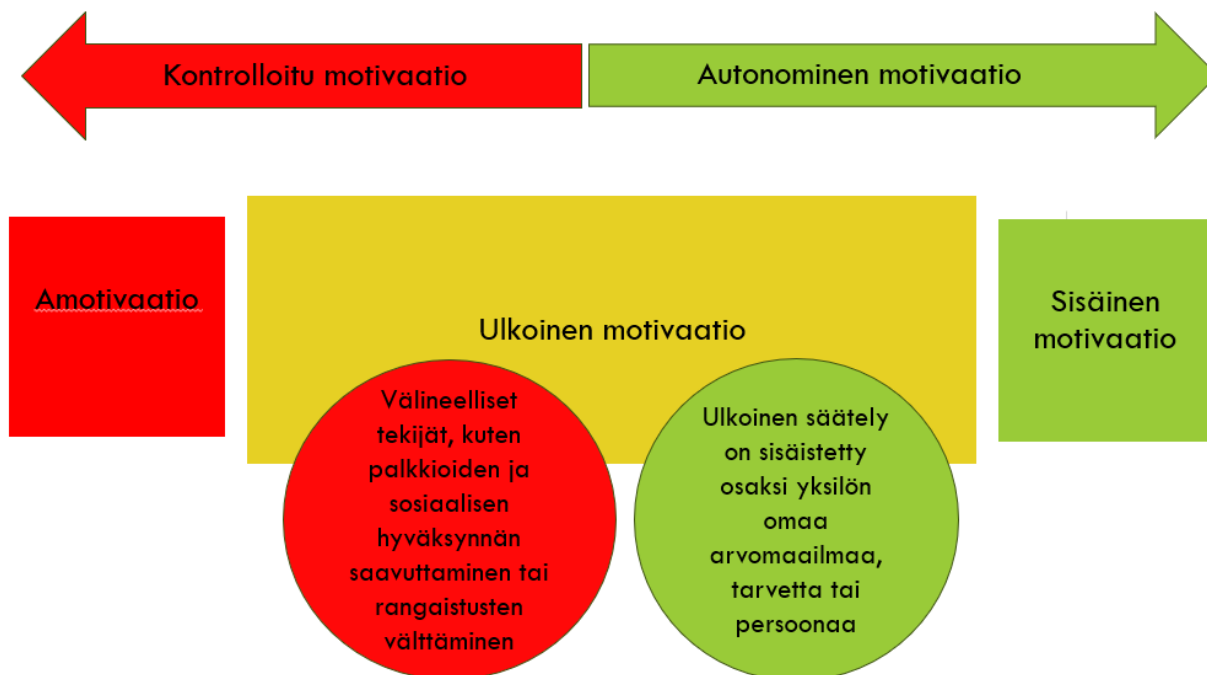 Kontrolloitu motivaatio
Autonominen motivaatio
Amotivaatio
Ulkoinen motivaatio
Sisäinen
motivaatio
Välineelliset
tekijät, kuten
palkkioiden ja
sosiaalisen
hyväksynnän
saavuttaminen tai
rangaistusten
välttäminen
Ulkoinen säätely
on sisäistetty
osaksi yksilön
omaa
arvomaailmaa,
tarvetta tai
persoonaa